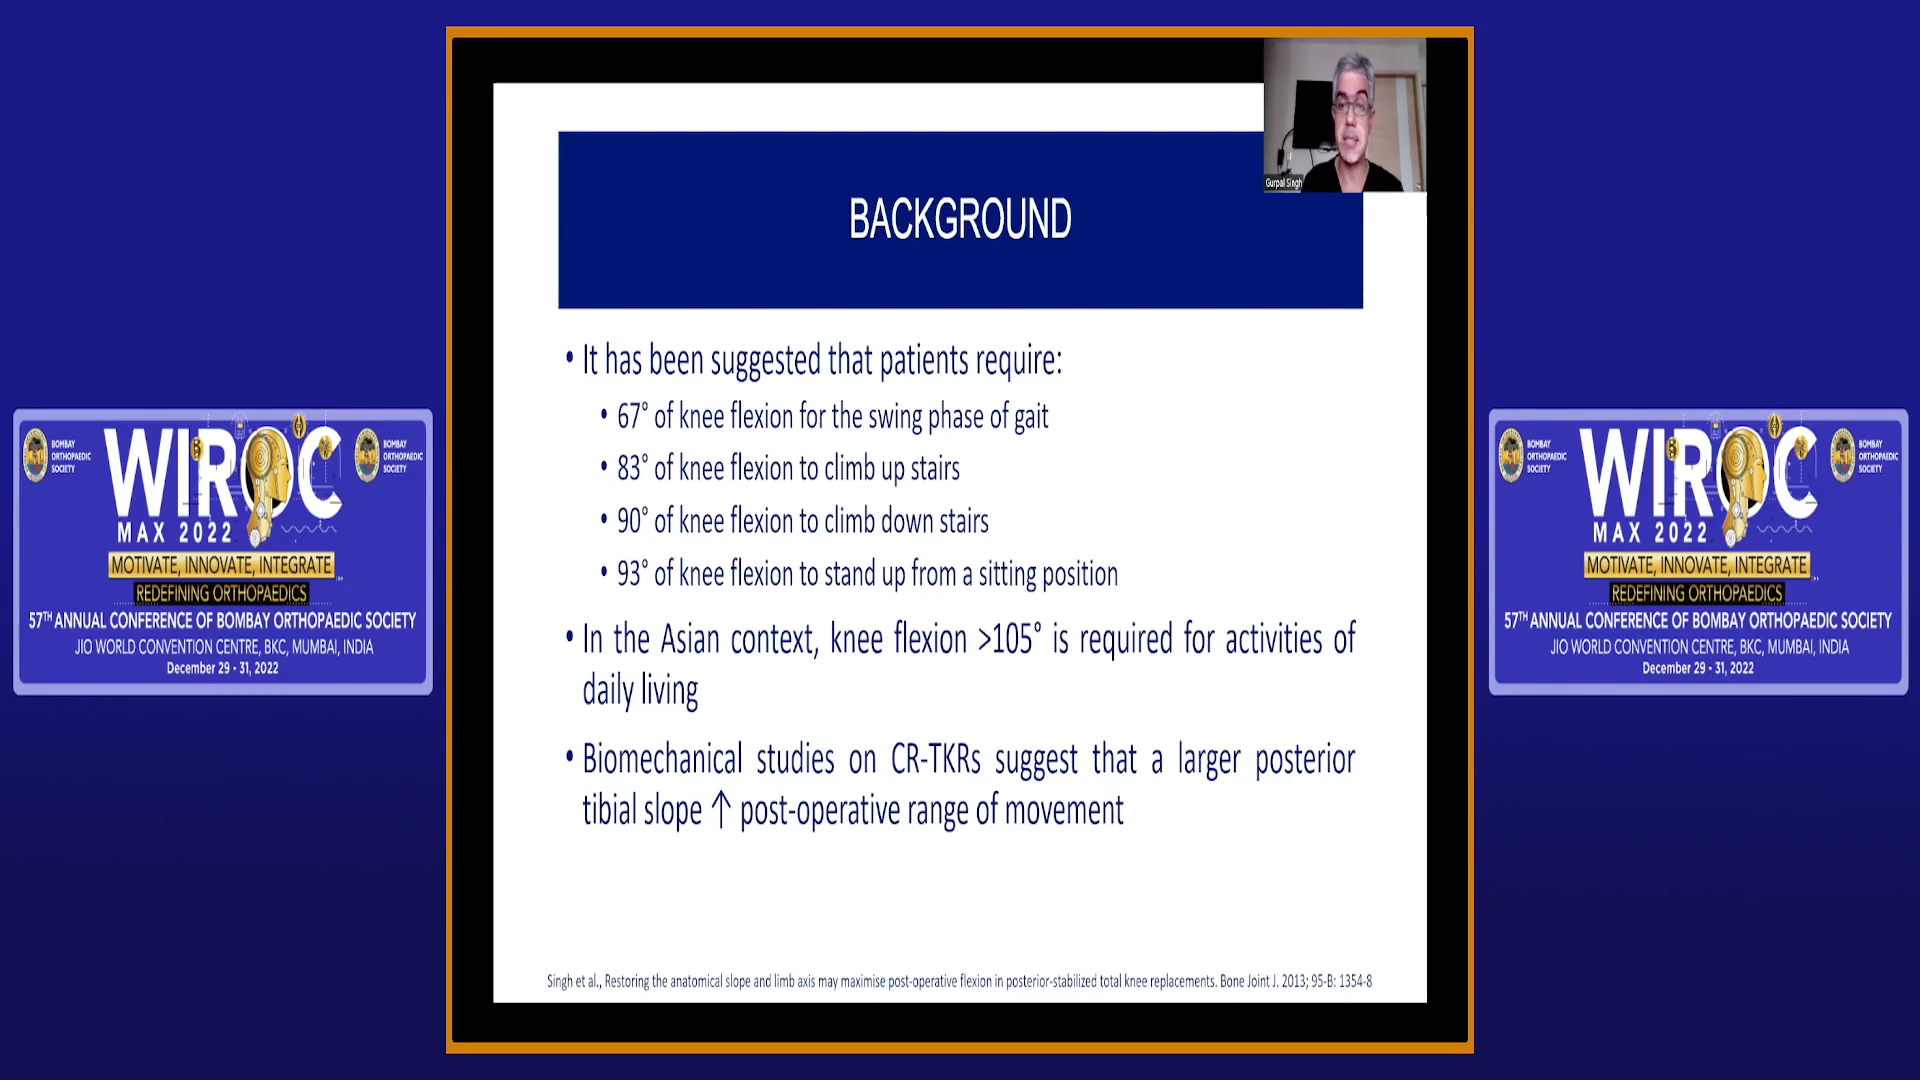 BACKGROUND
Gurpal Singh
• It has been suggested that patients require:
• 67° of knee flexion for the swing phase of gait
• 83° of knee flexion to climb up stairs
• 90° of knee flexion to climb down stairs
• 93° of knee flexion to stand up from a sitting position
• In the Asian context, knee flexion >105° is required for activities of
daily living
• Biomechanical studies on CR-TKRs suggest that a larger posterior
tibial slope ↑ post-operative range of movement
Singh et al., Restoring the anatomical slope and limb axis may maximise post-operative flexion in posterior-stabilized total knee replacements. Bone Joint J. 2013; 95-B: 1354-8
BOMBAY
ORTHOPAEDIC
SOCIETY
WIROC
BOMBAY
ORTHOPAEDIC
SOCIETY
MAX 2022
MOTIVATE, INNOVATE, INTEGRATE
REDEFINING ORTHOPAEDICS
57TH ANNUAL CONFERENCE OF BOMBAY ORTHOPAEDIC SOCIETY
JIO WORLD CONVENTION CENTRE, BKC, MUMBAI, INDIA
December 29 - 31, 2022
BOMBAY
ORTHOPAEDIC
SOCIETY
WIROC
BOMBAY
ORTHOPAEDIC
SOCIETY
MAX 2022
MOTIVATE, INNOVATE, INTEGRATE
REDEFINING ORTHOPAEDICS
57TH ANNUAL CONFERENCE OF BOMBAY ORTHOPAEDIC SOCIETY
JIO WORLD CONVENTION CENTRE, BKC, MUMBAI, INDIA
December 29 - 31, 2022